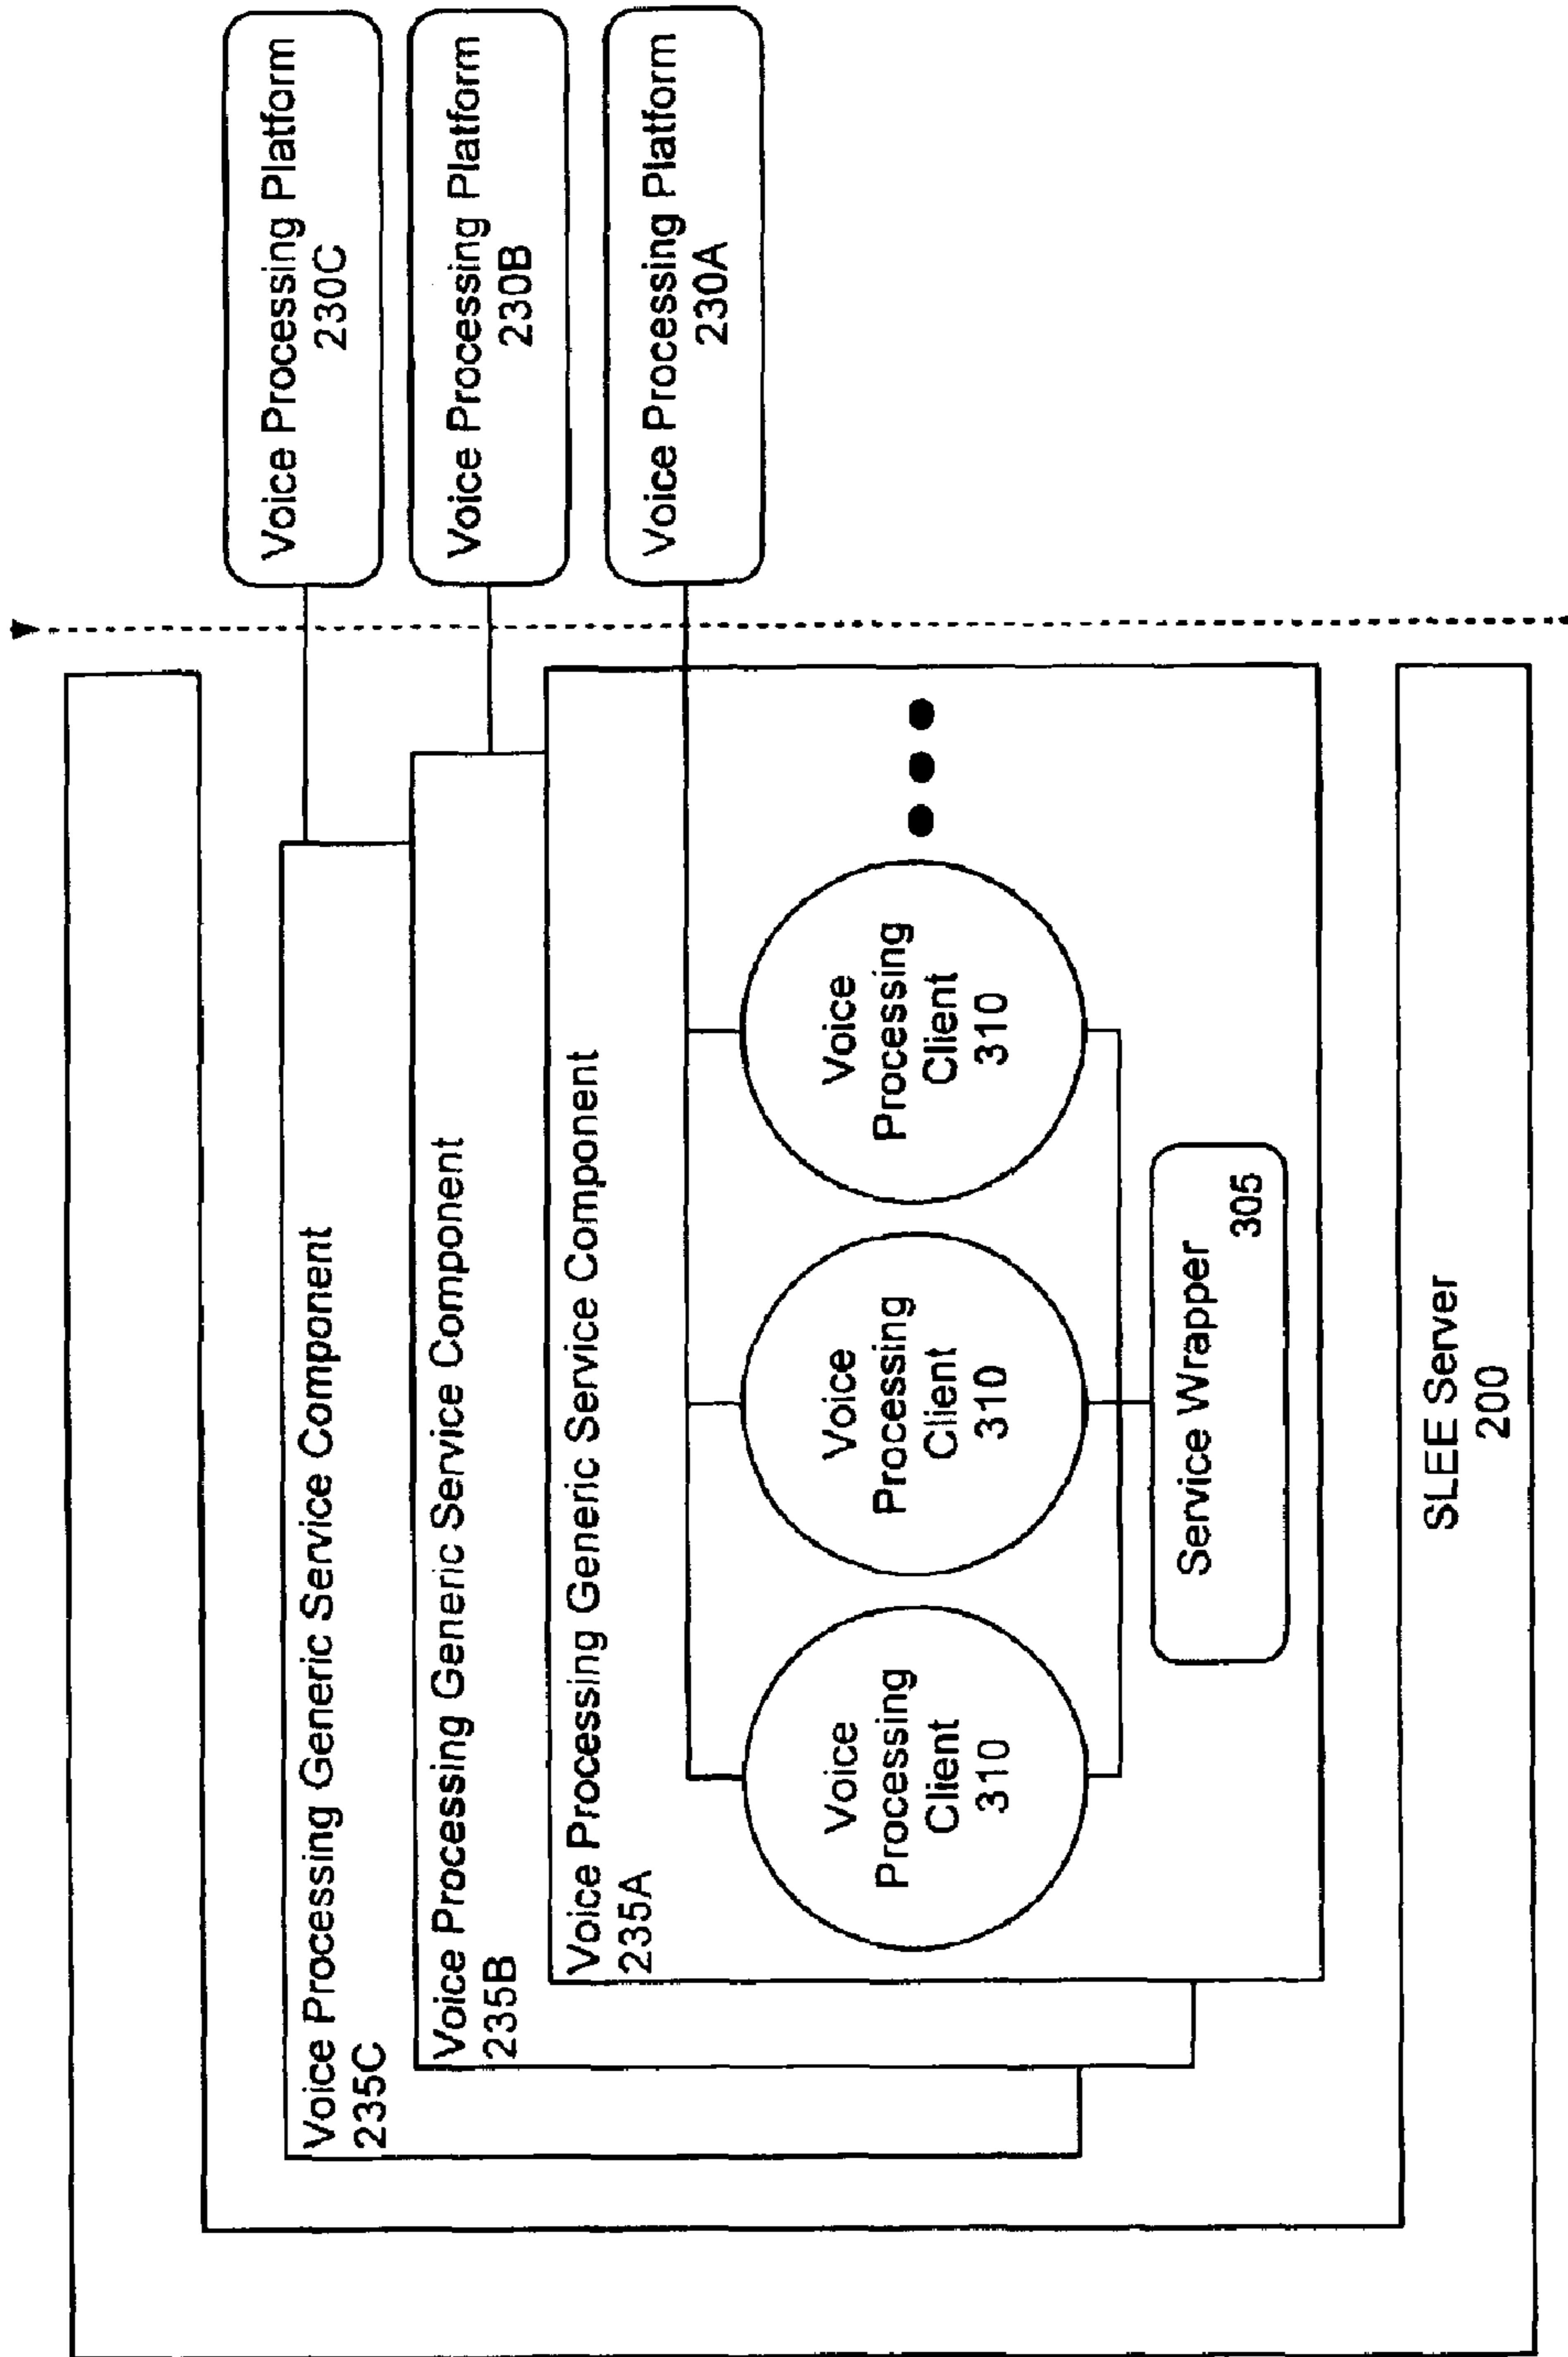 Voice Processing Generic Service Component
235C
Voice Processing Generic Service Component
235B
Voice Processing Generic Service Component
235A
Voice
Processing
Client
310
Voice
Processing
Client
310
Voice
Processing
Client
310
Service Wrapper
305
SLEE Server
200
Voice Processing Platform
230C
Voice Processing Platform
230B
Voice Processing Platform
230A